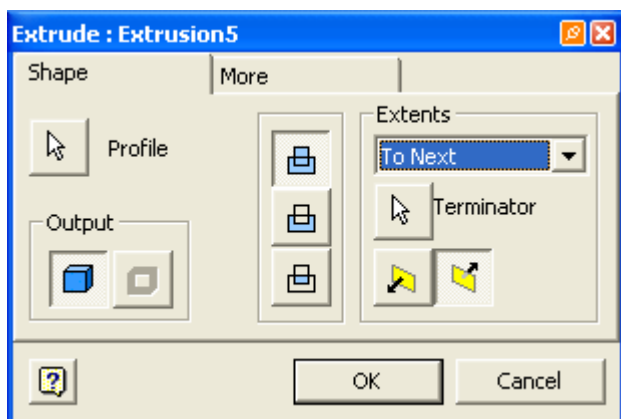 Extrude : Extrusion5
Shape
More
Profile
Output
Extents
To Next
Terminator
?
OK
Cancel